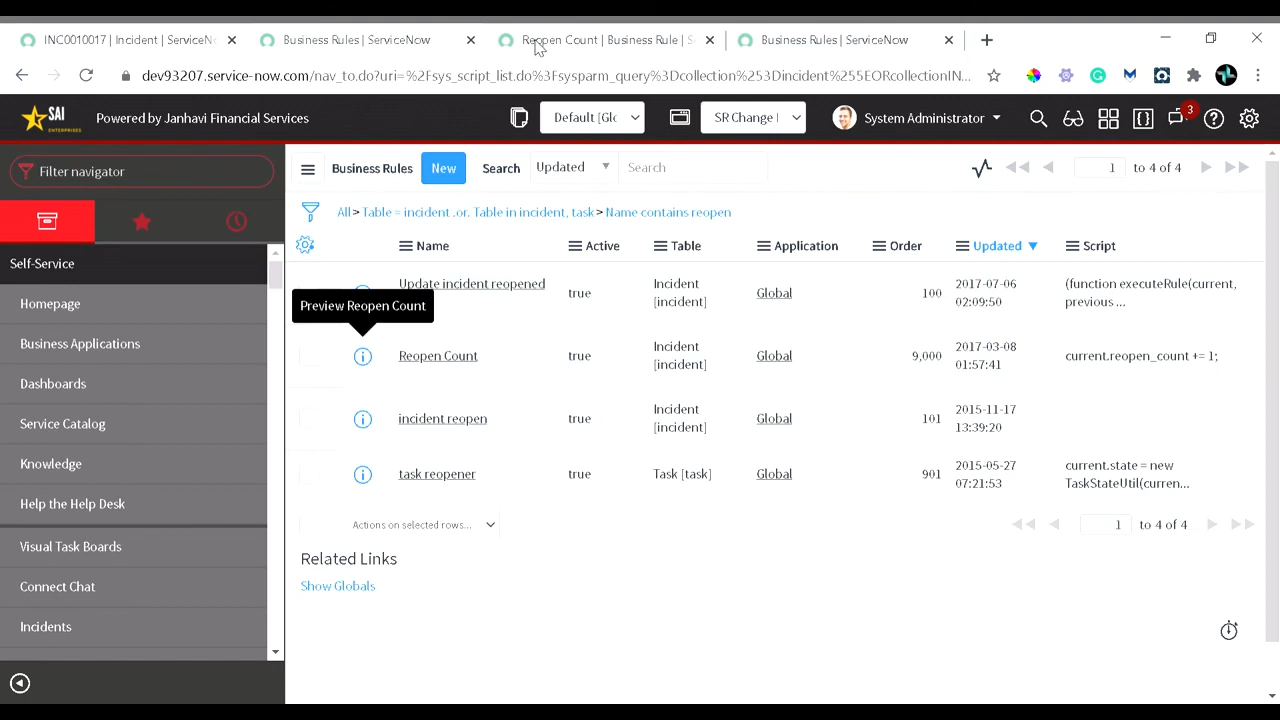 INC0010017 | Incident | ServiceN
Business Rules | ServiceNow
Reopen Count | Business Rule | S
Business Rules | ServiceNow
dev93207.service-now.com/nav_to.do?uri=%2Fsys_script_list.do%3Fsysparm_query%3Dcollection%253Dincident%255EORcollectionIN...
SAI
ENTERPRISES
Powered by Janhavi Financial Services
Default [Glo
SR Change I
System Administrator
3
Filter navigator
Self-Service
Homepage
Business Applications
Dashboards
Service Catalog
Knowledge
Help the Help Desk
Visual Task Boards
Connect Chat
Incidents
Business Rules
New
Search
Updated
Search
1
to 4 of 4
All > Table = incident .or. Table in incident, task > Name contains reopen
Name
Active
Table
Application
Order
Updated
Script
Update incident reopened
true
Incident
[incident]
Global
100
2017-07-06
02:09:50
(function executeRule(current,
previous ...
Preview Reopen Count
Reopen Count
true
Incident
[incident]
Global
9,000
2017-03-08
01:57:41
current.reopen_count += 1;
incident reopen
true
Incident
[incident]
Global
101
2015-11-17
13:39:20
task reopener
true
Task [task]
Global
901
2015-05-27
07:21:53
current.state = new
TaskStateUtil(curren...
Actions on selected rows...
1
to 4 of 4
Related Links
Show Globals